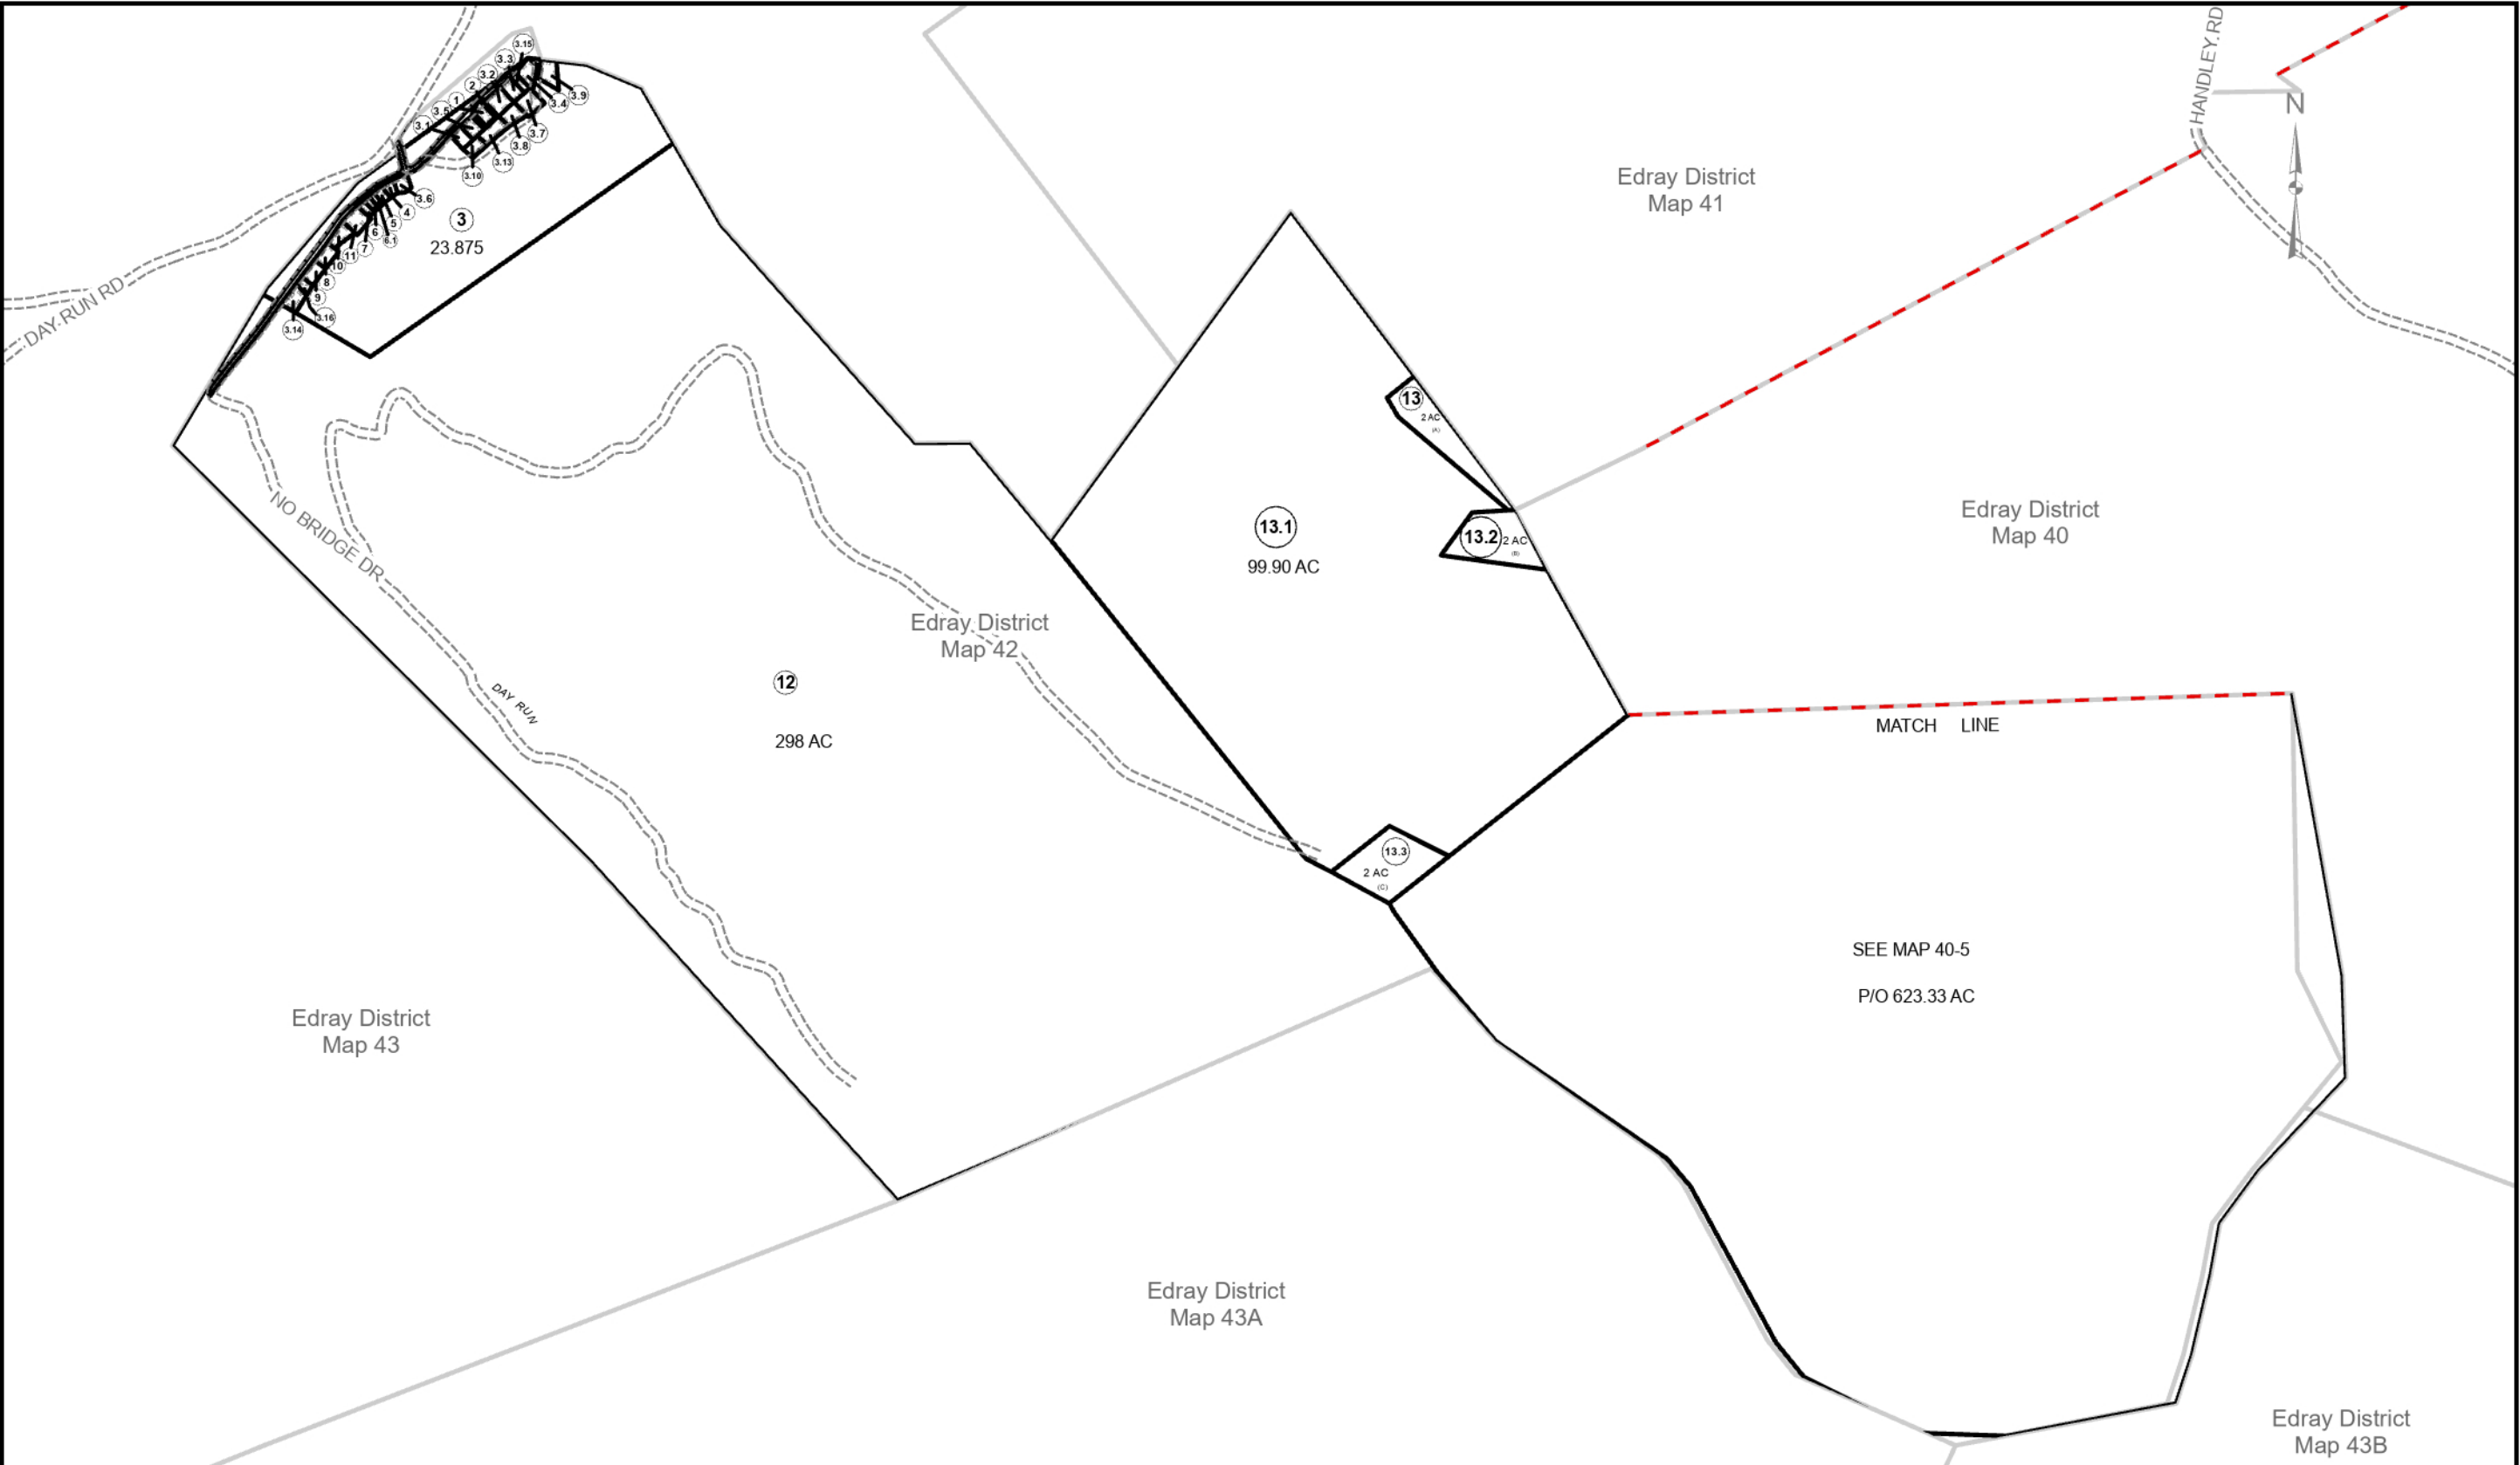 HANDLEY RD
N
3.15
3.3
3.2
2
1
3.5
3.1
3.9
3.4
3.7
3.8
3.13
3.10
3.6
4
5
6
6.1
7
11
10
8
9
3.16
3.14
3
23.875
DAY RUN RD
Edray District
Map 41
13
2 AC
(A)
NO BRIDGE DR
13.1
99.90 AC
13.2
2 AC
(B)
Edray District
Map 40
Edray District
Map 42
12
298 AC
DAY RUN
MATCH LINE
13.3
2 AC
(C)
SEE MAP 40-5
P/O 623.33 AC
Edray District
Map 43
Edray District
Map 43A
Edray District
Map 43B